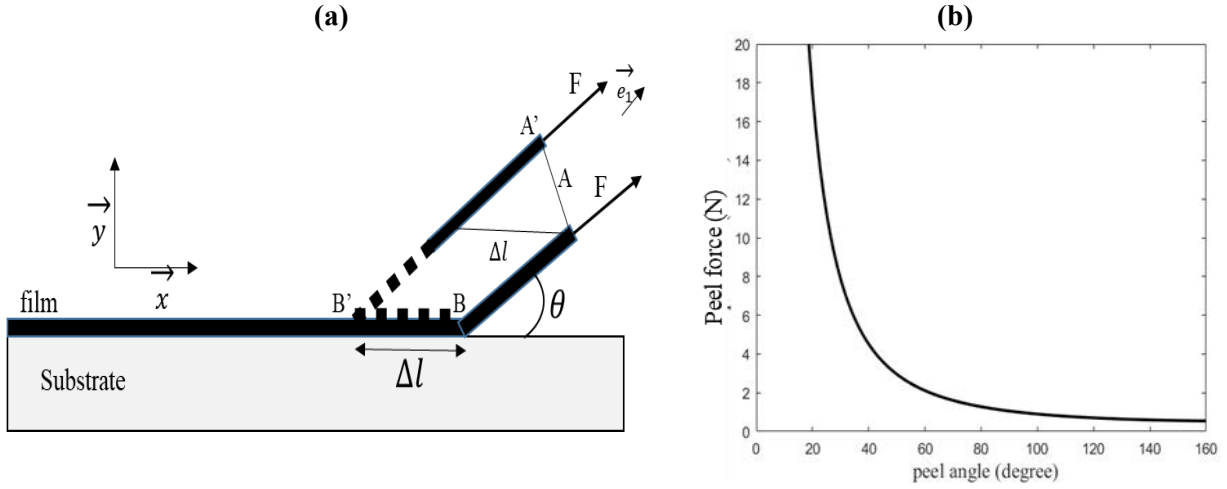 (a)
F
e₁
A'
A
F
y
Δl
x
film
B'
B
θ
Δl
Substrate
(b)
20
18
16
14
12
10
8
6
4
2
0
Peel force (N)
0 20 40 60 80 100 120 140 160
peel angle (degree)